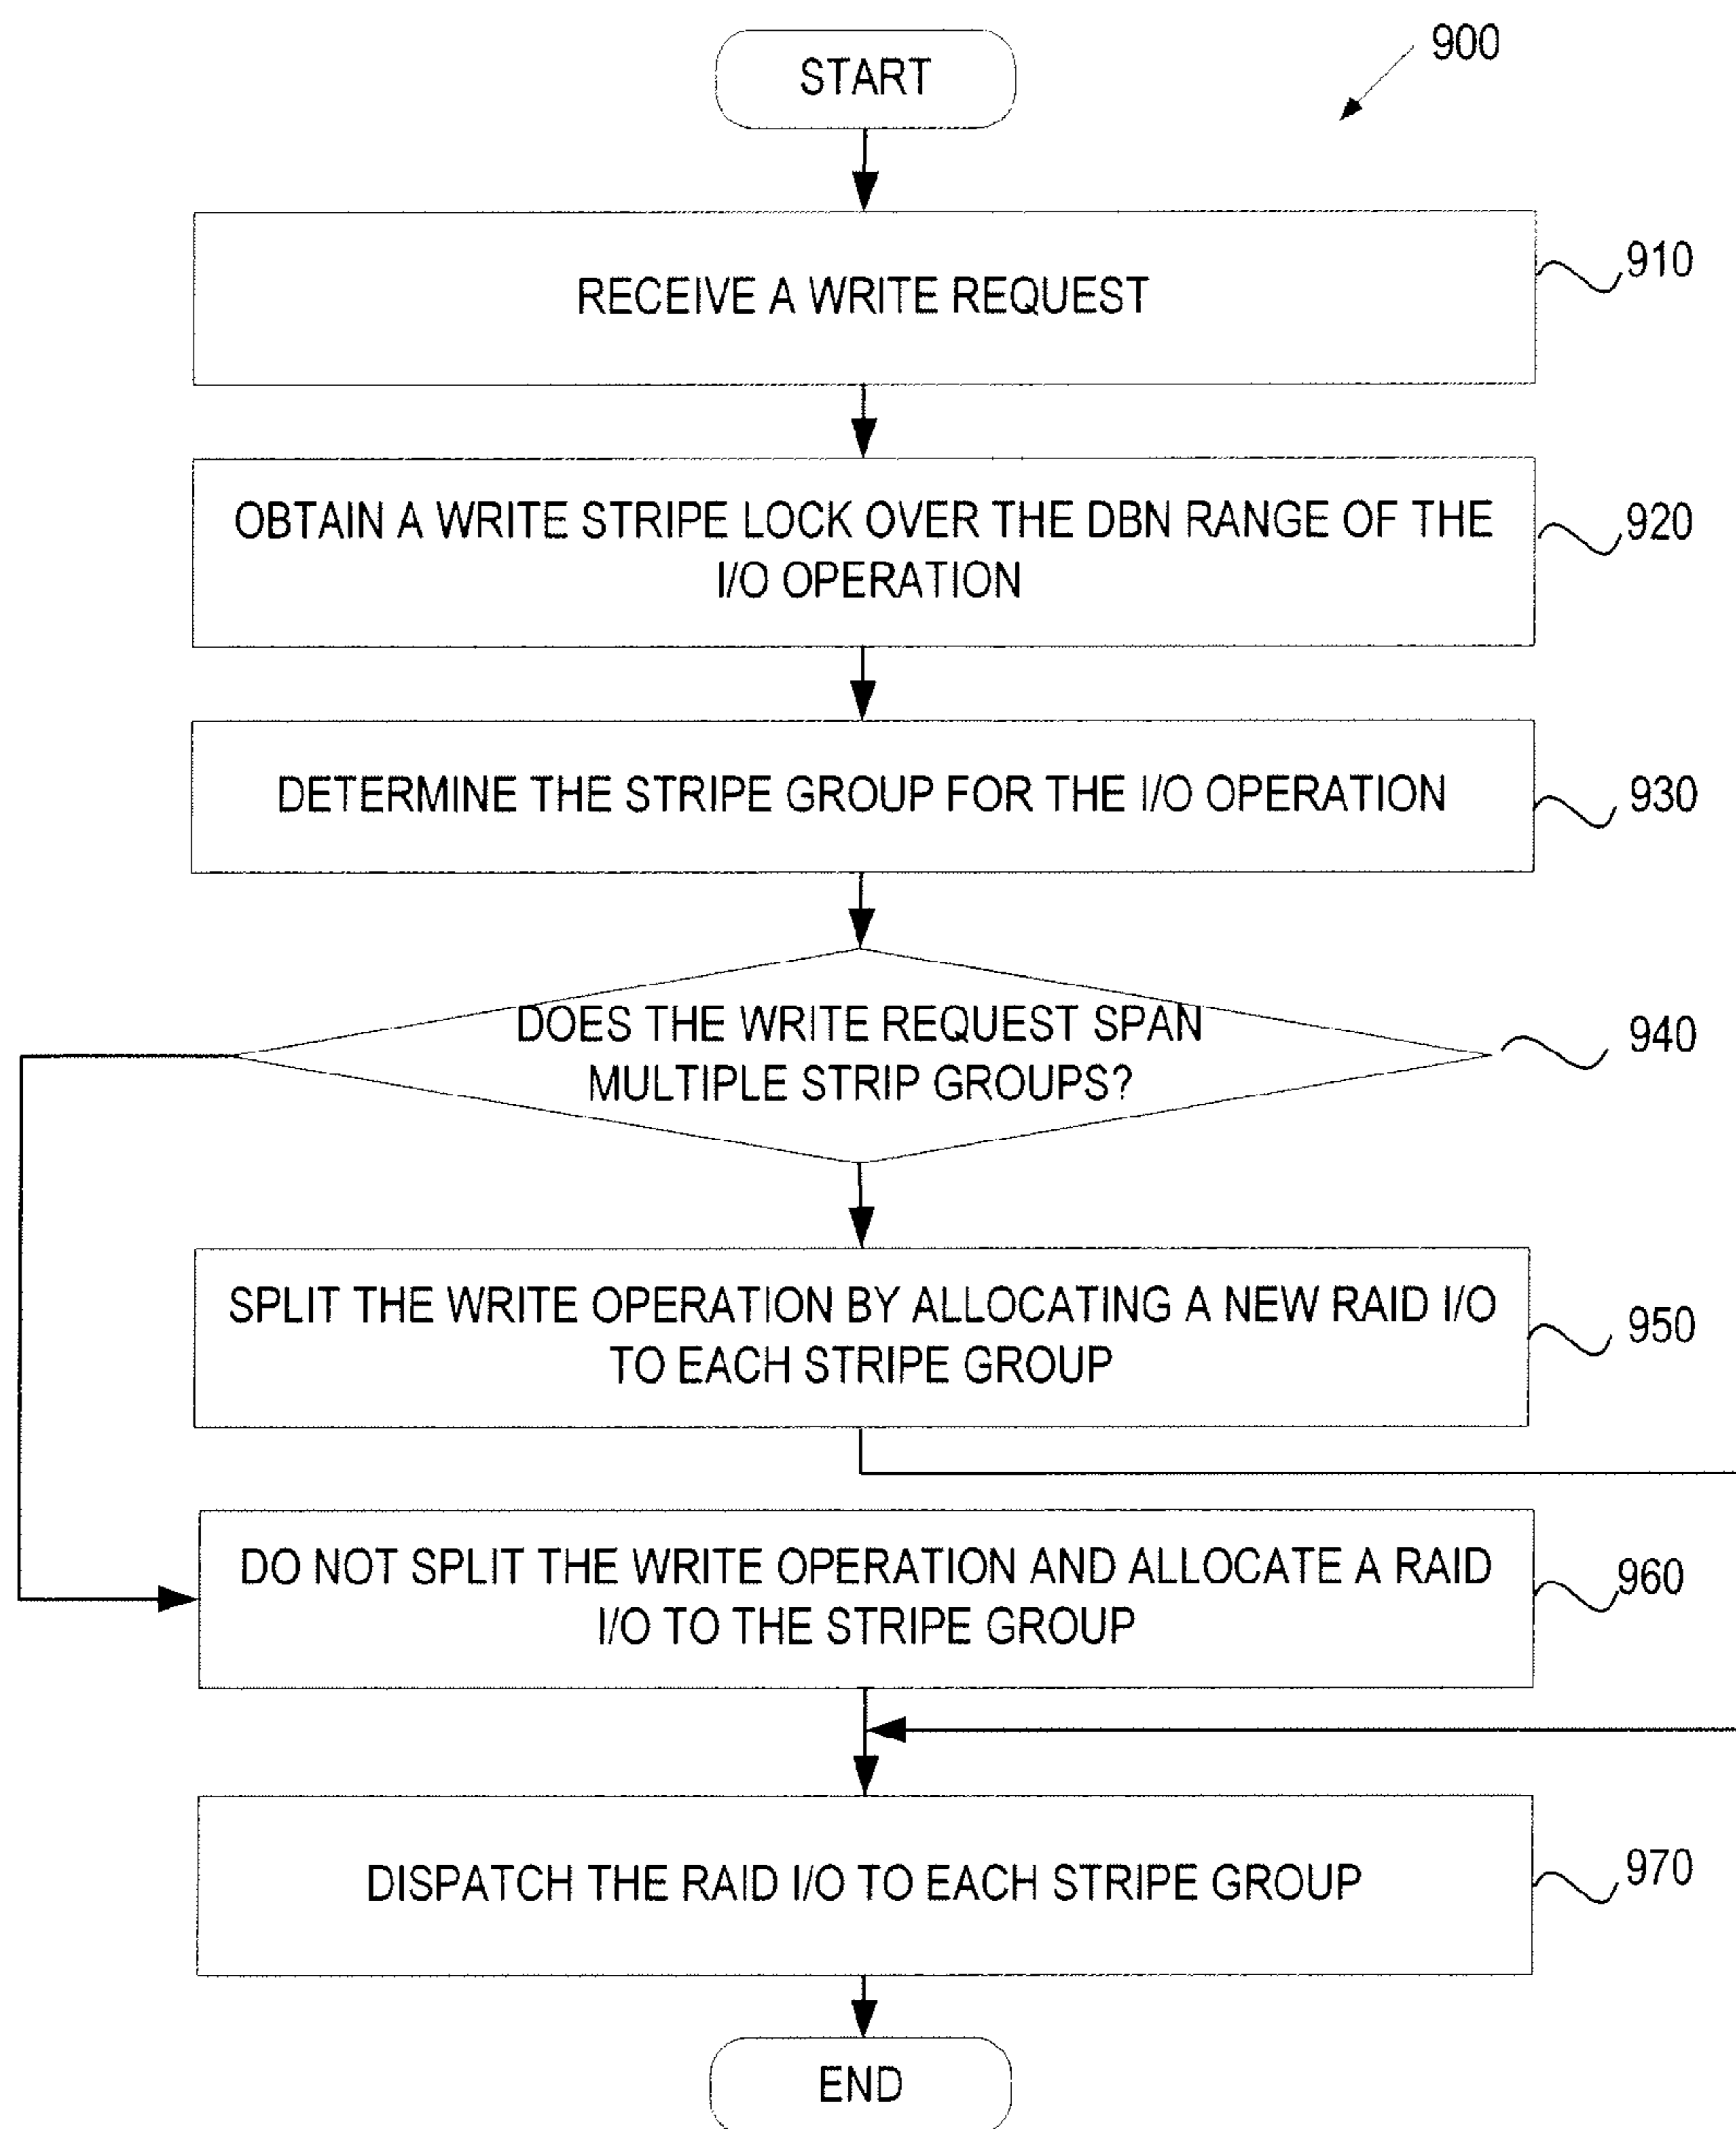 START
900
RECEIVE A WRITE REQUEST
910
OBTAIN A WRITE STRIPE LOCK OVER THE DBN RANGE OF THE
I/O OPERATION
920
DETERMINE THE STRIPE GROUP FOR THE I/O OPERATION
930
DOES THE WRITE REQUEST SPAN
MULTIPLE STRIP GROUPS?
940
SPLIT THE WRITE OPERATION BY ALLOCATING A NEW RAID I/O
TO EACH STRIPE GROUP
950
DO NOT SPLIT THE WRITE OPERATION AND ALLOCATE A RAID
I/O TO THE STRIPE GROUP
960
DISPATCH THE RAID I/O TO EACH STRIPE GROUP
970
END